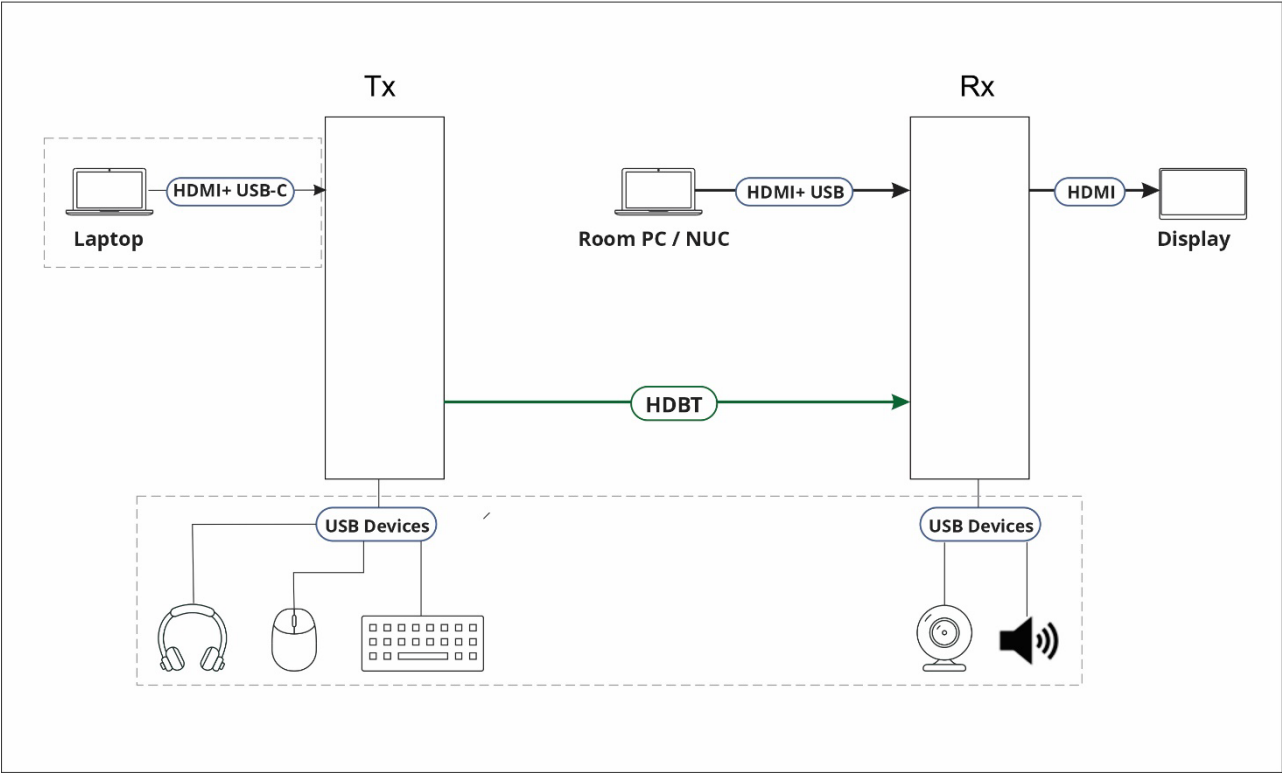 Tx
Rx
HDMI+ USB-C
HDMI+ USB
HDMI
Laptop
Room PC / NUC
Display
HDBT
USB Devices
USB Devices